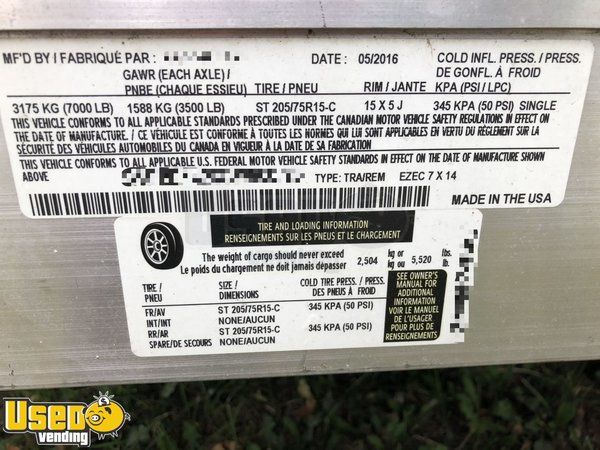 MF'D BY / FABRIQUÉ PAR : DATE : 05/2016 COLD INFL. PRESS. / PRESS.
GAWR (EACH AXLE) / DE GONFL. À FROID
PNBE (CHAQUE ESSIEU) TIRE / PNEU RIM / JANTE KPA (PSI / LPC)
3175 KG (7000 LB) 1588 KG (3500 LB) ST 205/75R15-C 15 X 5 J 345 KPA (50 PSI) SINGLE
THIS VEHICLE CONFORMS TO ALL APPLICABLE STANDARDS PRESCRIBED UNDER THE CANADIAN MOTOR VEHICLE SAFETY REGULATIONS IN EFFECT ON
THE DATE OF MANUFACTURE. / CE VÉHICULE EST CONFORME À TOUTES LES NORMES QUI LUI SONT APPLICABLES EN VERTU DU RÉGLEMENT SUR LA
SÉCURITÉ DES VÉHICULES AUTOMOBILES DU CANADA EN VIGUEUR À LA DATE DE SA FABRICATION
THIS VEHICLE CONFORMS TO ALL APPLICABLE U.S. FEDERAL MOTOR VEHICLE SAFETY STANDARDS IN EFFECT ON THE DATE OF MANUFACTURE SHOWN
ABOVE TYPE: TRA/REM EZEC 7 X 14
MADE IN THE USA
TIRE AND LOADING INFORMATION
RENSEIGNEMENTS SUR LES PNEUS ET LE CHARGEMENT
The weight of cargo should never exceed
Le poids du chargement ne doit jamais dépasser
2,504 kg or 5,520 lbs.
kg ou lb.
TIRE / SIZE / COLD TIRE PRESS. / PRESS.
PNEU DIMENSIONS DES PNEUS À FROID
FR/AV ST 205/75R15-C 345 KPA (50 PSI)
INT/INT NONE/AUCUN
RR/AR ST 205/75R15-C 345 KPA (50 PSI)
SPARE/DE SECOURS NONE/AUCUN
SEE OWNER'S
MANUAL FOR
ADDITIONAL
INFORMATION
VOIR LE MANUEL
DE L'USAGER
POUR PLUS DE
RENSEIGNEMENTS
Used
vending